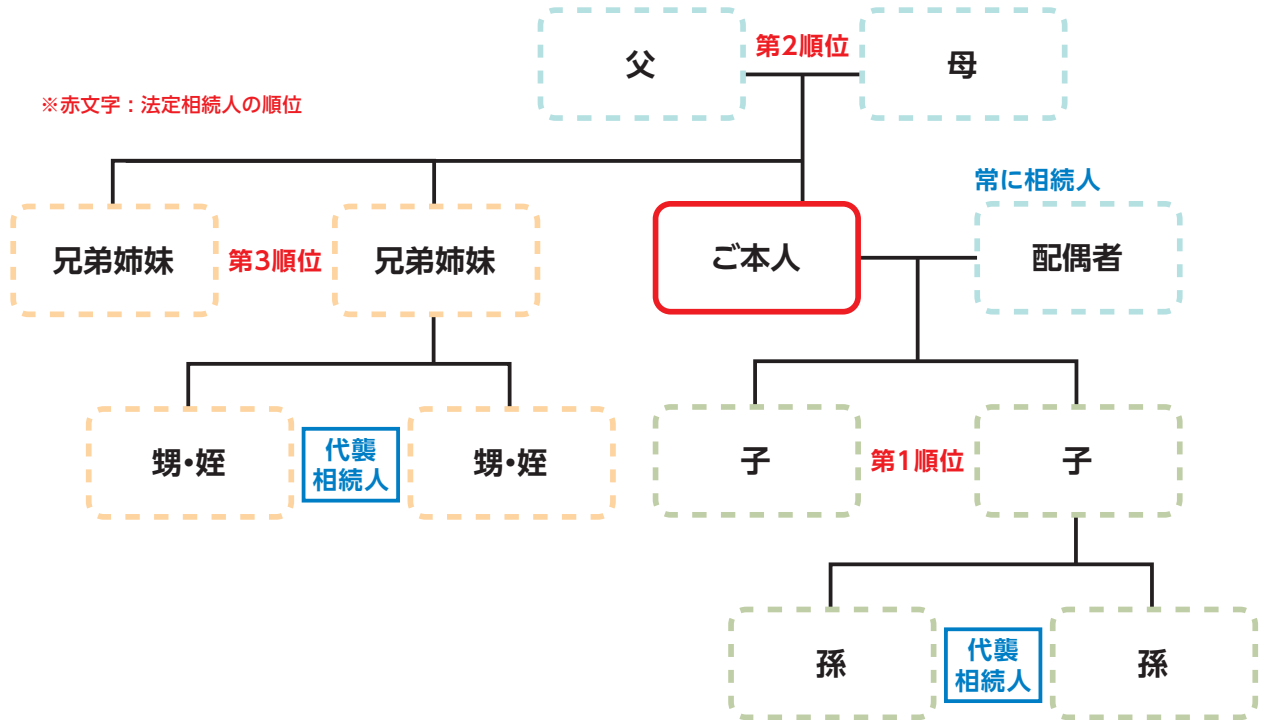 父
第2順位
母
※赤文字：法定相続人の順位
常に相続人
兄弟姉妹
第3順位
兄弟姉妹
ご本人
配偶者
甥・姪
代襲
相続人
甥・姪
子
第1順位
子
孫
代襲
相続人
孫